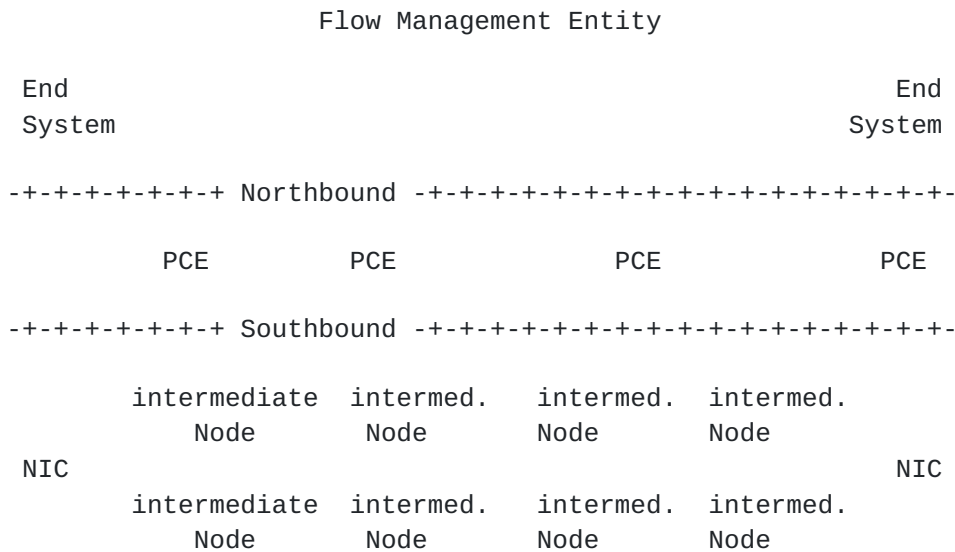 Flow Management Entity
End                                                     End
System                                               System
-+-+-+-+-+-+-+ Northbound -+-+-+-+-+-+-+-+-+-+-+-+-+-+-+-+-+-
PCE         PCE              PCE              PCE
-+-+-+-+-+-+-+ Southbound -+-+-+-+-+-+-+-+-+-+-+-+-+-+-+-+-+-
intermediate  intermed.   intermed.  intermed.
Node       Node       Node       Node
NIC                                                     NIC
intermediate  intermed.   intermed.  intermed.
Node       Node       Node       Node